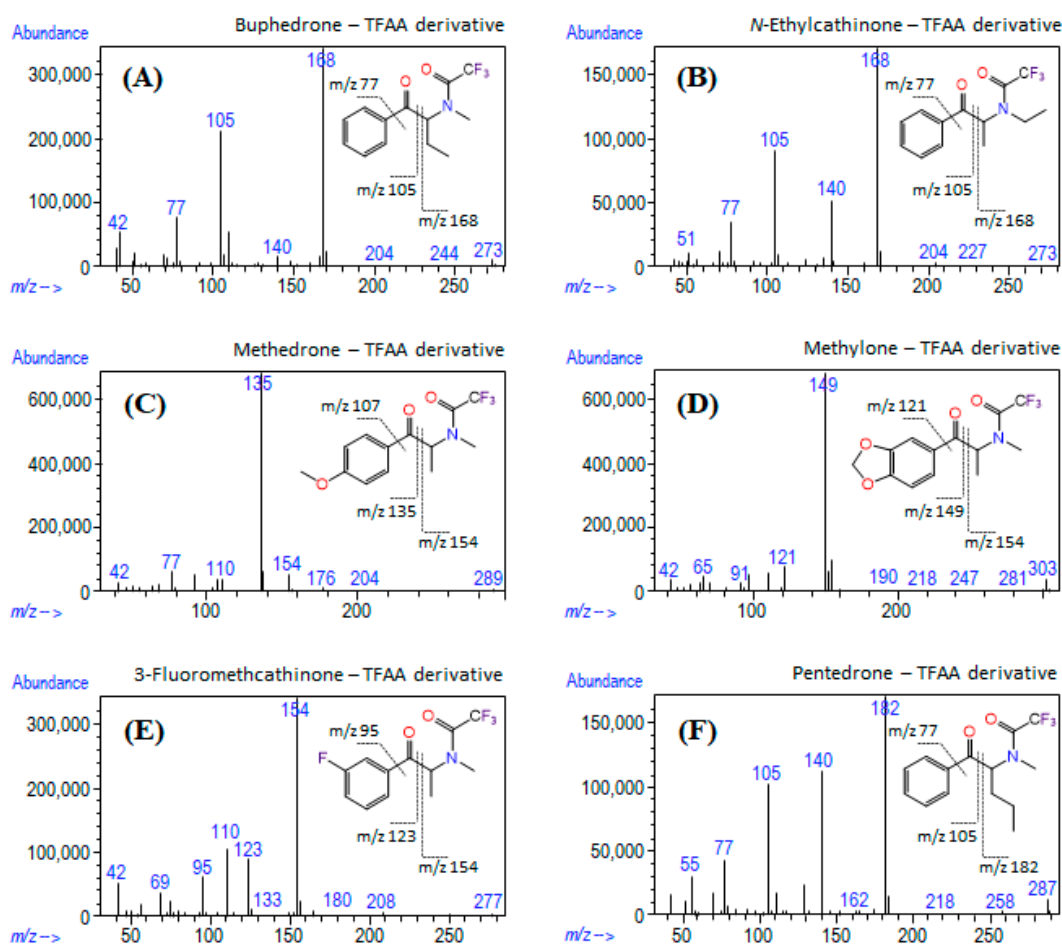 Buphedrone – TFAA derivative
Abundance
(A)
300,000
200,000
100,000
0
m/z-->
50
100
150
200
250
42
77
105
140
168
204
244
273
m/z 77
m/z 105
m/z 168
O
O
CF3
N
N-Ethylcathinone – TFAA derivative
Abundance
(B)
150,000
100,000
50,000
0
m/z-->
50
100
150
200
250
51
77
105
140
168
204
227
273
m/z 77
m/z 105
m/z 168
O
O
CF3
N
Methedrone – TFAA derivative
Abundance
(C)
600,000
400,000
200,000
0
m/z-->
100
200
42
77
110
135
154
176
204
289
m/z 107
m/z 135
m/z 154
O
O
CF3
N
O
Methylone – TFAA derivative
Abundance
(D)
600,000
400,000
200,000
0
m/z-->
100
200
42
65
91
121
149
154
190
218
247
281
303
m/z 121
m/z 149
m/z 154
O
O
CF3
N
O
O
3-Fluoromethcathinone – TFAA derivative
Abundance
(E)
300,000
200,000
100,000
0
m/z-->
50
100
150
200
250
42
69
95
110
123
133
154
180
208
277
m/z 95
m/z 123
m/z 154
O
O
CF3
N
F
Pentedrone – TFAA derivative
Abundance
(F)
150,000
100,000
50,000
0
m/z-->
50
100
150
200
250
55
77
105
140
162
182
218
258
287
m/z 77
m/z 105
m/z 182
O
O
CF3
N